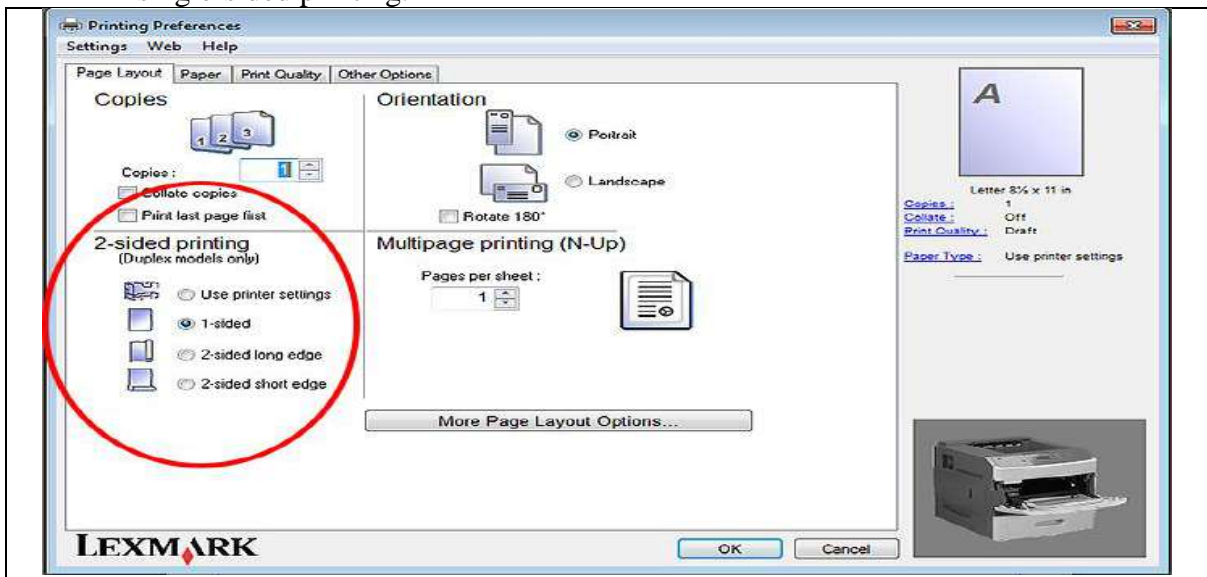 Printing Preferences
Settings Web Help
Page Layout Paper Print Quality Other Options
Copies
1 2 3
Copies :
1
Collate copies
Print last page first
Orientation
Portrait
Landscape
Rotate 180°
2-sided printing
(Duplex models only)
Use printer settings
1-sided
2-sided long edge
2-sided short edge
Multipage printing (N-Up)
Pages per sheet :
1
More Page Layout Options...
A
Letter 8½ x 11 in
Copies : 1
Collate : Off
Print Quality : Draft
Paper Type : Use printer settings
LEXMARK
OK Cancel